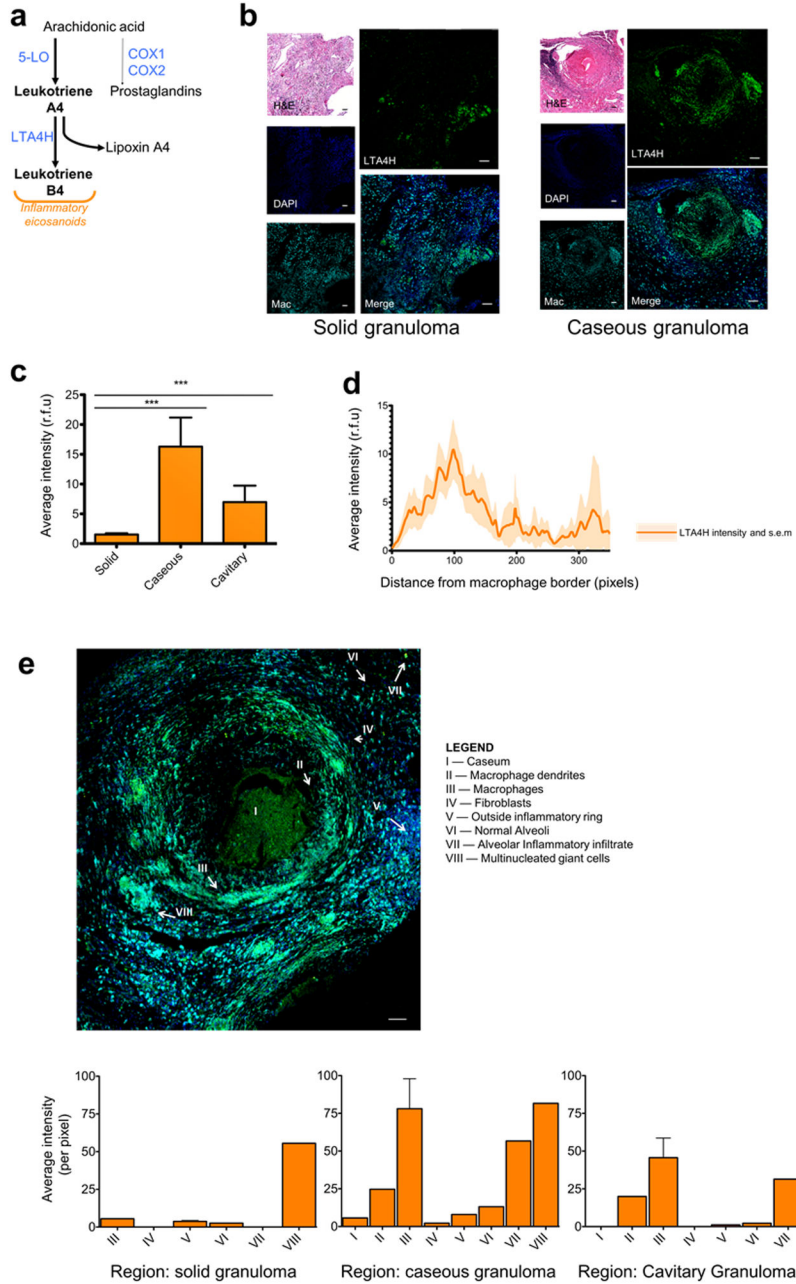 a
Arachidonic acid
5-LO
COX1
COX2
Leukotriene
A4
Prostaglandins
LTA4H
Lipoxin A4
Leukotriene
B4
Inflammatory
eicosanoids
b
H&E
LTA4H
DAPI
Mac
Merge
Solid granuloma
H&E
LTA4H
DAPI
Mac
Merge
Caseous granuloma
c
Average intensity (r.f.u)
25
20
15
10
5
0
***
***
Solid
Caseous
Cavitary
d
Average intensity (r.f.u)
15
10
5
0
0
100
200
300
Distance from macrophage border (pixels)
LTA4H intensity and s.e.m
e
VI
VII
IV
II
I
V
III
VIII
LEGEND
I — Caseum
II — Macrophage dendrites
III — Macrophages
IV — Fibroblasts
V — Outside inflammatory ring
VI — Normal Alveoli
VII — Alveolar Inflammatory infiltrate
VIII — Multinucleated giant cells
Average intensity
(per pixel)
100
75
50
25
0
III
IV
V
VI
VII
VIII
Region: solid granuloma
100
75
50
25
0
I
II
III
IV
V
VI
VII
VIII
Region: caseous granuloma
100
75
50
25
0
I
II
III
IV
V
VI
VII
Region: Cavitary Granuloma